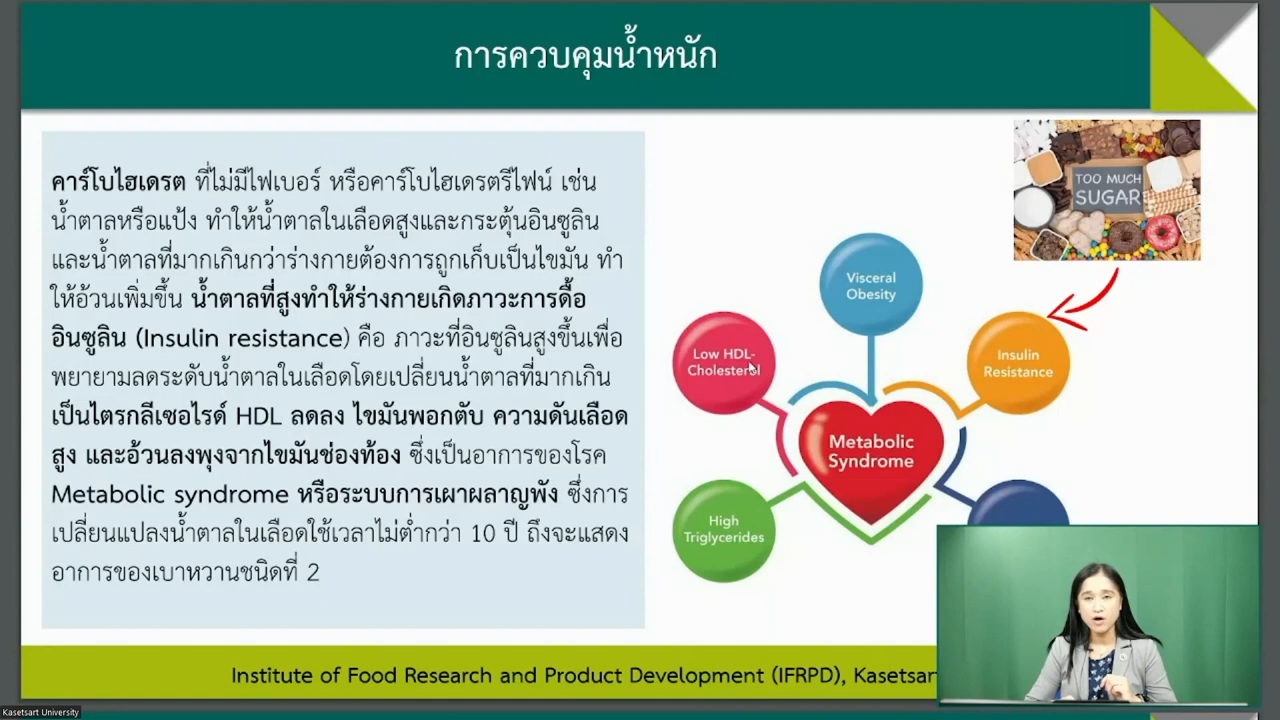 การควบคุมน้ำหนัก
คาร์โบไฮเดรต ที่ไม่มีไฟเบอร์ หรือคาร์โบไฮเดรตรีไฟน์ เช่น
น้ำตาลหรือแป้ง ทำให้น้ำตาลในเลือดสูงและกระตุ้นอินซูลิน
และน้ำตาลที่มากเกินกว่าร่างกายต้องการถูกเก็บเป็นไขมัน ทำ
ให้อ้วนเพิ่มขึ้น น้ำตาลที่สูงทำให้ร่างกายเกิดภาวะการดื้อ
อินซูลิน (Insulin resistance) คือ ภาวะที่อินซูลินสูงขึ้นเพื่อ
พยายามลดระดับน้ำตาลในเลือดโดยเปลี่ยนน้ำตาลที่มากเกิน
เป็นไตรกลีเซอไรด์ HDL ลดลง ไขมันพอกตับ ความดันเลือด
สูง และอ้วนลงพุงจากไขมันช่องท้อง ซึ่งเป็นอาการของโรค
Metabolic syndrome หรือระบบการเผาผลาญพัง ซึ่งการ
เปลี่ยนแปลงน้ำตาลในเลือดใช้เวลาไม่ต่ำกว่า 10 ปี ถึงจะแสดง
อาการของเบาหวานชนิดที่ 2
TOO MUCH
SUGAR
Visceral
Obesity
Low HDL-
Cholesterol
Insulin
Resistance
Metabolic
Syndrome
High
Triglycerides
Institute of Food Research and Product Development (IFRPD),
Kasetsart University